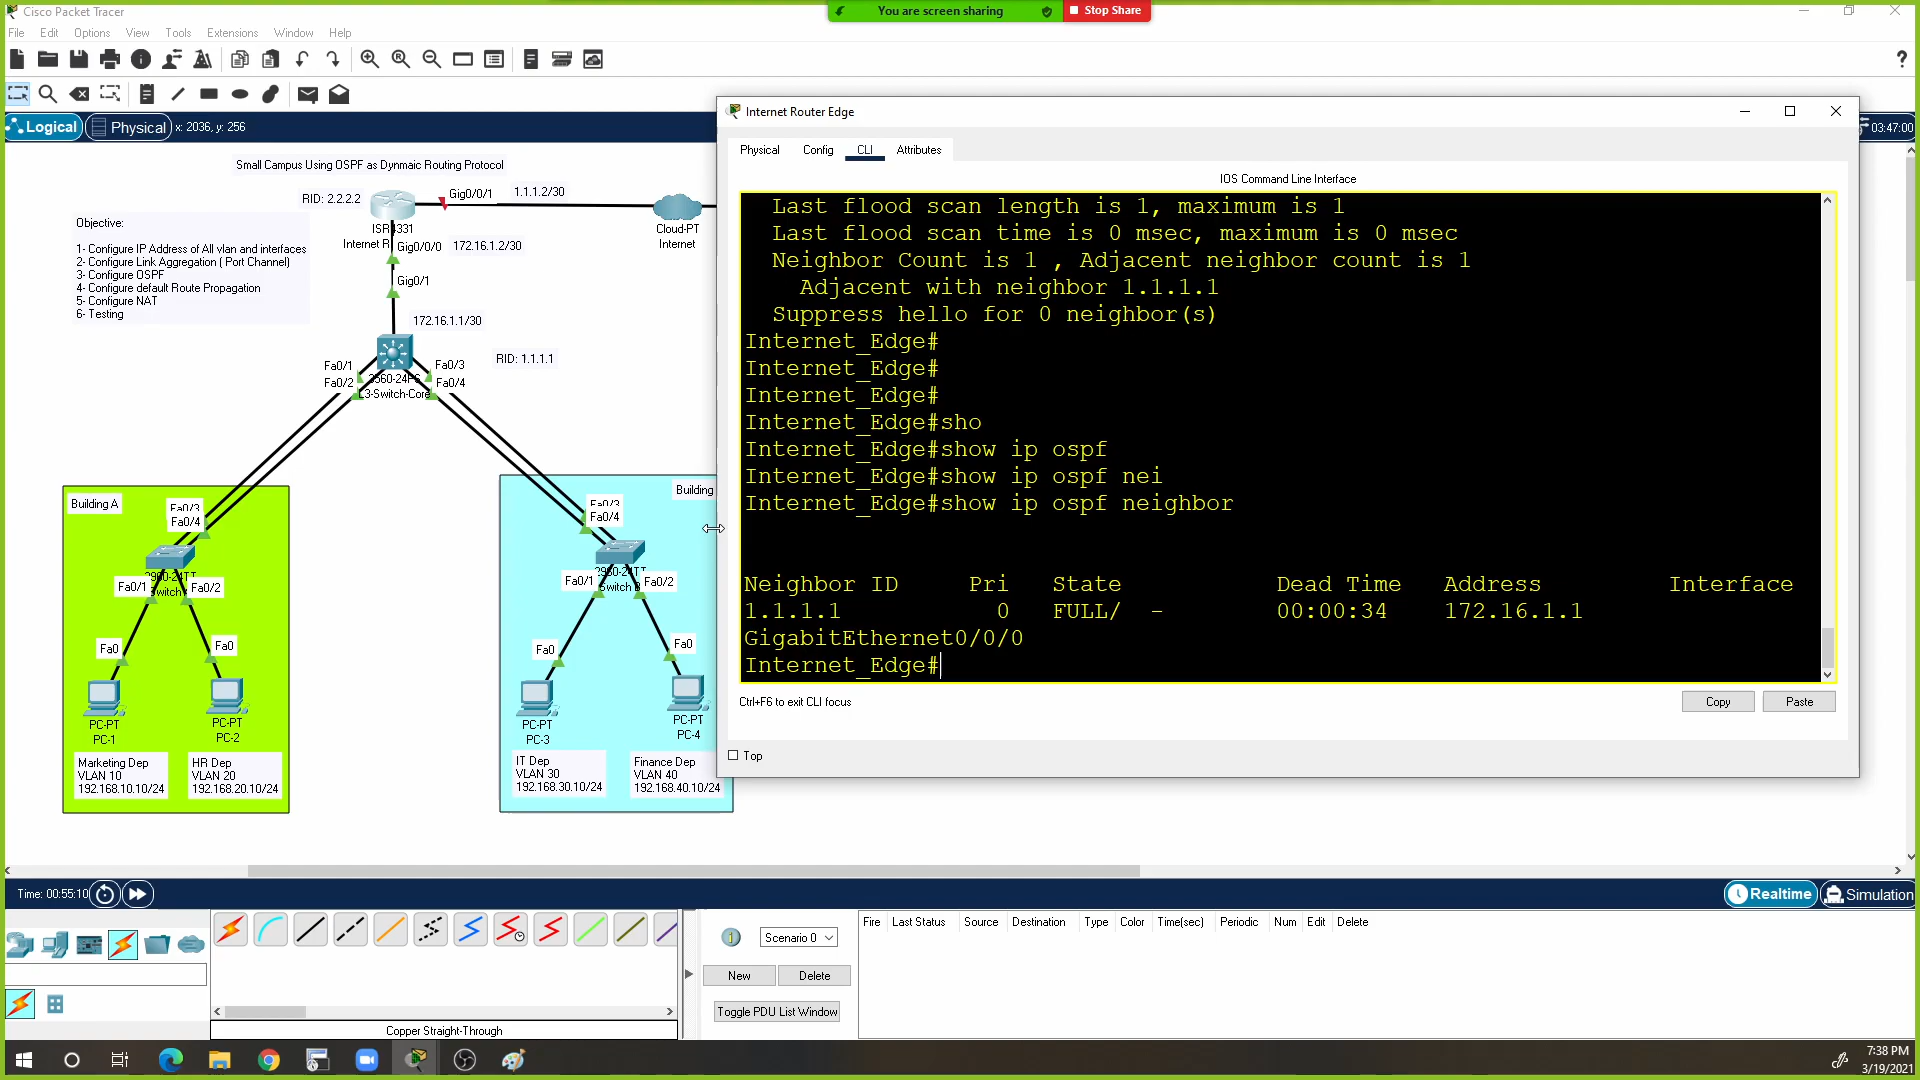 Cisco Packet Tracer
You are screen sharing
Stop Share
File Edit Options View Tools Extensions Window Help
Logical
Physical
x: 2036, y: 256
03:47:00
Small Campus Using OSPF as Dynmaic Routing Protocol
RID: 2.2.2.2
Gig0/0/1
1.1.1.2/30
Objective:
1- Configure IP Address of All vlan and interfaces
2- Configure Link Aggregation ( Port Channel)
3- Configure OSPF
4- Configure default Route Propagation
5- Configure NAT
6- Testing
Internet R
Gig0/0/0
172.16.1.2/30
Cloud-PT
Internet
Gig0/1
172.16.1.1/30
RID: 1.1.1.1
Fa0/1
Fa0/2
Fa0/3
Fa0/4
3560-24PS
L3-Switch-Core
Building A
Fa0/3
Fa0/4
Fa0/1
Fa0/2
Fa0
Fa0
PC-PT
PC-1
PC-PT
PC-2
Marketing Dep
VLAN 10
192.168.10.10/24
HR Dep
VLAN 20
192.168.20.10/24
Building
Fa0/3
Fa0/4
Fa0/1
2960-24TT
Fa0/2
Fa0
Fa0
PC-PT
PC-3
PC-PT
PC-4
IT Dep
VLAN 30
192.168.30.10/24
Finance Dep
VLAN 40
192.168.40.10/24
Internet Router Edge
Physical Config CLI Attributes
IOS Command Line Interface
Last flood scan length is 1, maximum is 1
Last flood scan time is 0 msec, maximum is 0 msec
Neighbor Count is 1 , Adjacent neighbor count is 1
Adjacent with neighbor 1.1.1.1
Suppress hello for 0 neighbor(s)
Internet_Edge#
Internet_Edge#
Internet_Edge#
Internet_Edge#sho
Internet_Edge#show ip ospf
Internet_Edge#show ip ospf nei
Internet_Edge#show ip ospf neighbor
Neighbor ID Pri State Dead Time Address Interface
1.1.1.1 0 FULL/ - 00:00:34 172.16.1.1
GigabitEthernet0/0/0
Internet_Edge#
Ctrl+F6 to exit CLI focus
Copy
Paste
Top
Time: 00:55:10
Realtime
Simulation
Scenario 0
New
Delete
Toggle PDU List Window
Fire Last Status Source Destination Type Color Time(sec) Periodic Num Edit Delete
Copper Straight-Through
7:38 PM
3/19/2021